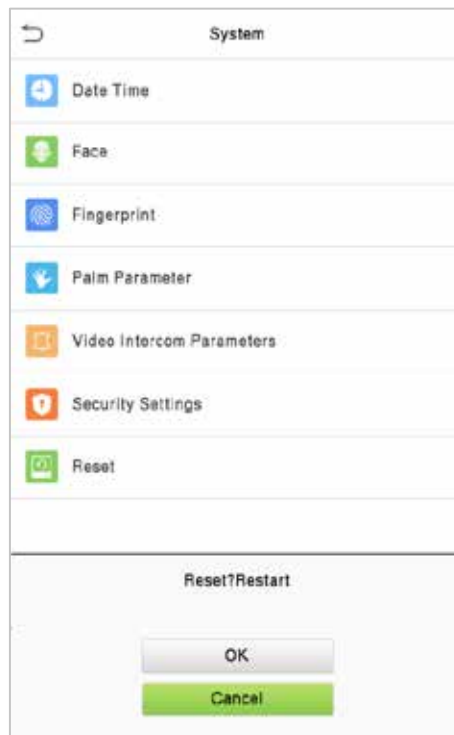 System
Date Time
Face
Fingerprint
Palm Parameter
Video Intercom Parameters
Security Settings
Reset
Reset?Restart
OK
Cancel